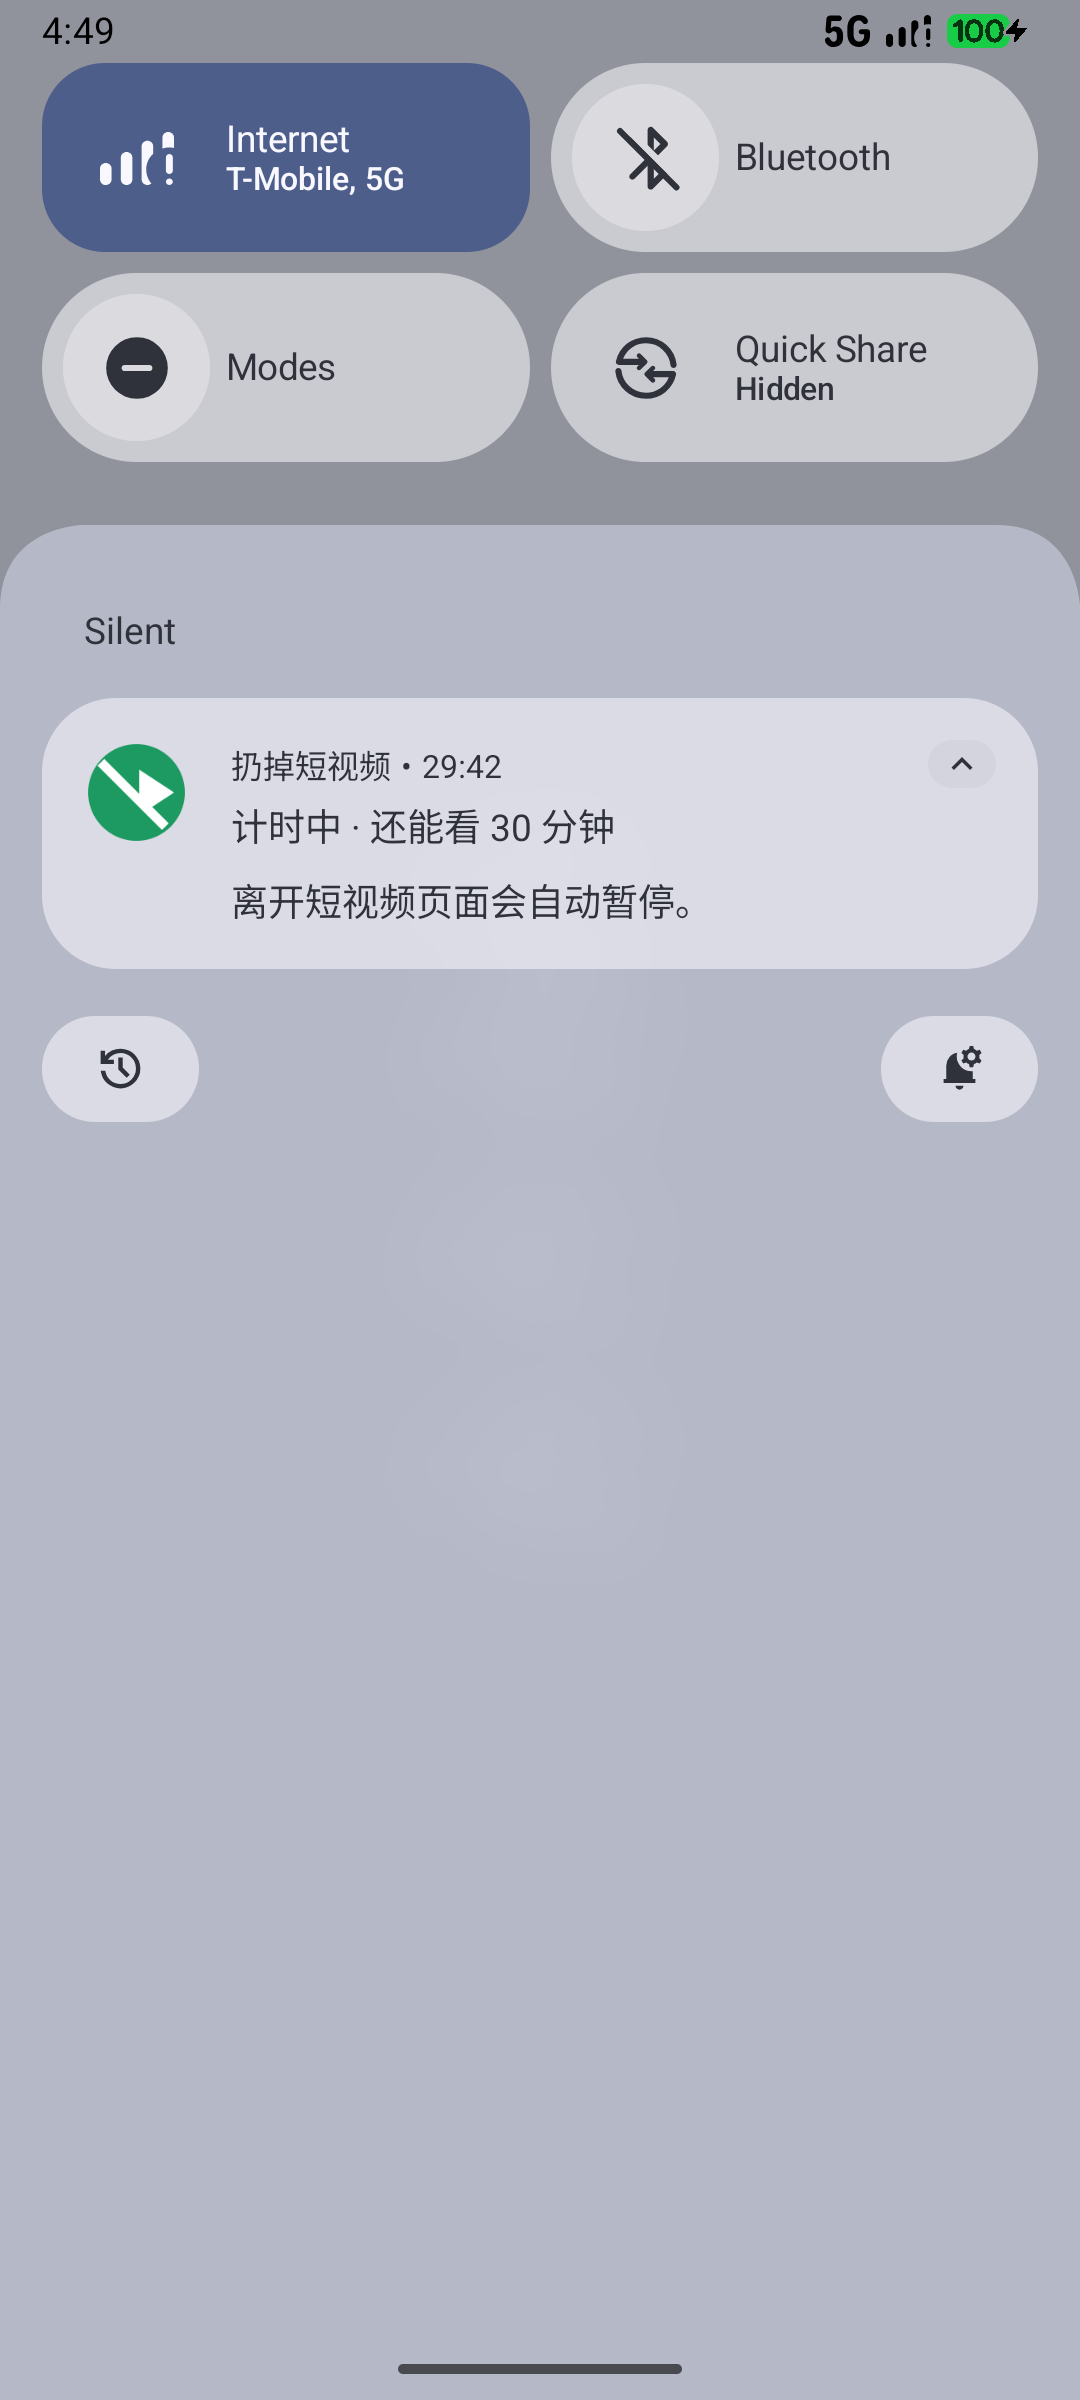 4:49
5G
100
Internet
T-Mobile, 5G
Bluetooth
Modes
Quick Share
Hidden
Silent
扔掉短视频 • 29:42
计时中 · 还能看 30 分钟
离开短视频页面会自动暂停。